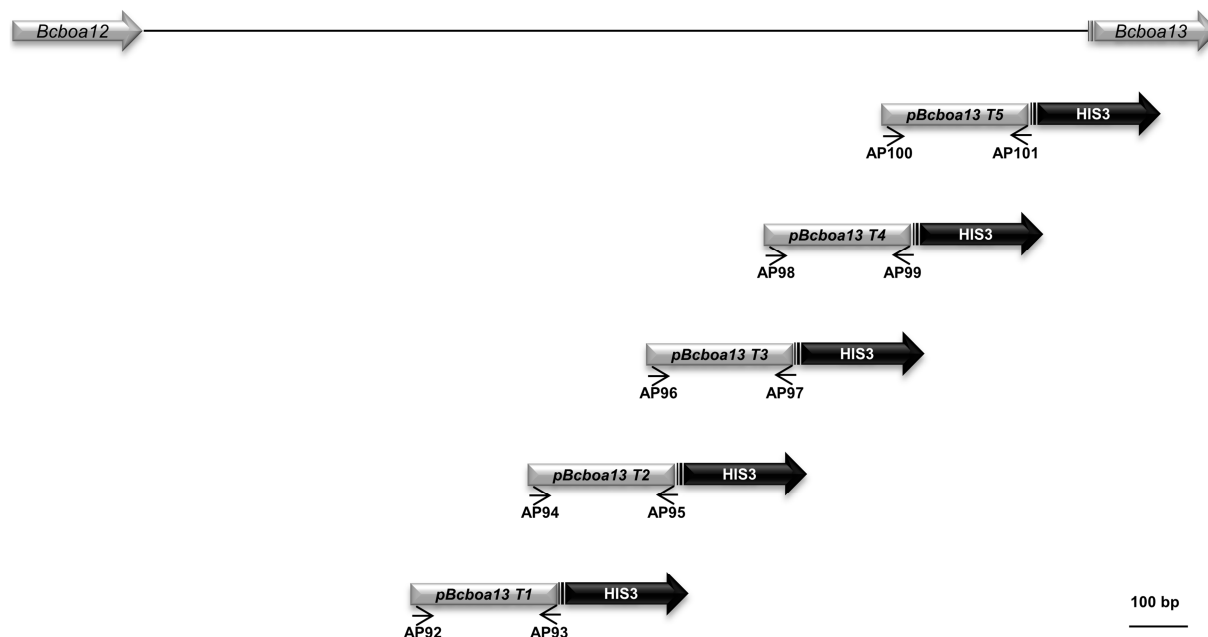 Bcboa12 Bcboa13
pBcboa13 T5 HIS3
AP100 AP101
pBcboa13 T4 HIS3
AP98 AP99
pBcboa13 T3 HIS3
AP96 AP97
pBcboa13 T2 HIS3
AP94 AP95
pBcboa13 T1 HIS3
AP92 AP93
100 bp